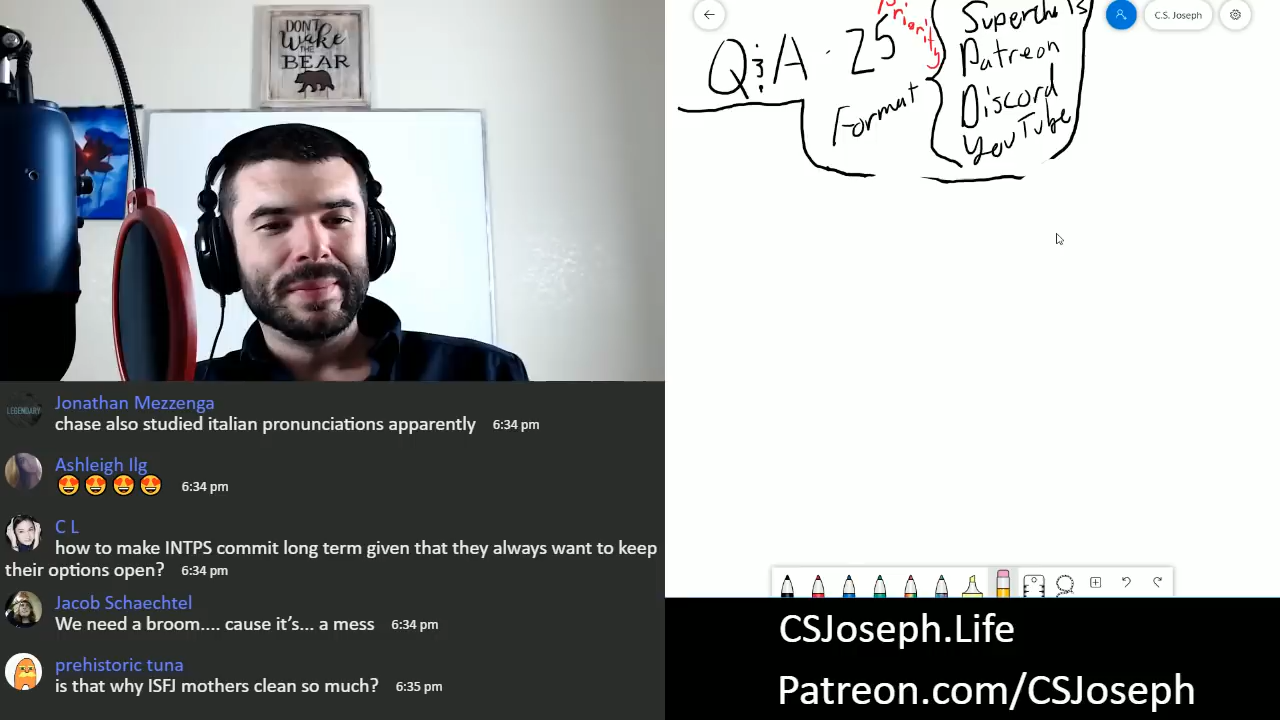 DON'T
Wake
THE
BEAR
LEGENDARY
Jonathan Mezzenga
chase also studied italian pronunciations apparently 6:34 pm
Ashleigh Ilg
😍 😍 😍 😍 6:34 pm
C L
how to make INTPS commit long term given that they always want to keep
their options open? 6:34 pm
Jacob Schaechtel
We need a broom.... cause it's... a mess 6:34 pm
prehistoric tuna
is that why ISFJ mothers clean so much? 6:35 pm
C.S. Joseph
Q&A - 25
Format
Priority
Superchats
Patreon
Discord
YouTube
CSJoseph.Life
Patreon.com/CSJoseph